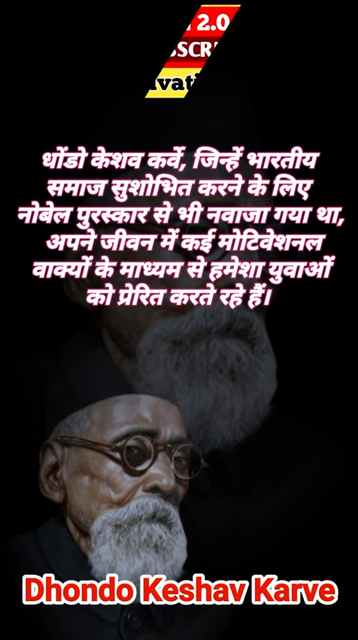 2.0
धोंडो केशव कर्वे, जिन्हें भारतीय
समाज सुशोभित करने के लिए
नोबेल पुरस्कार से भी नवाजा गया था,
अपने जीवन में कई मोटिवेशनल
वाक्यों के माध्यम से हमेशा युवाओं
को प्रेरित करते रहे हैं।
Dhondo Keshav Karve